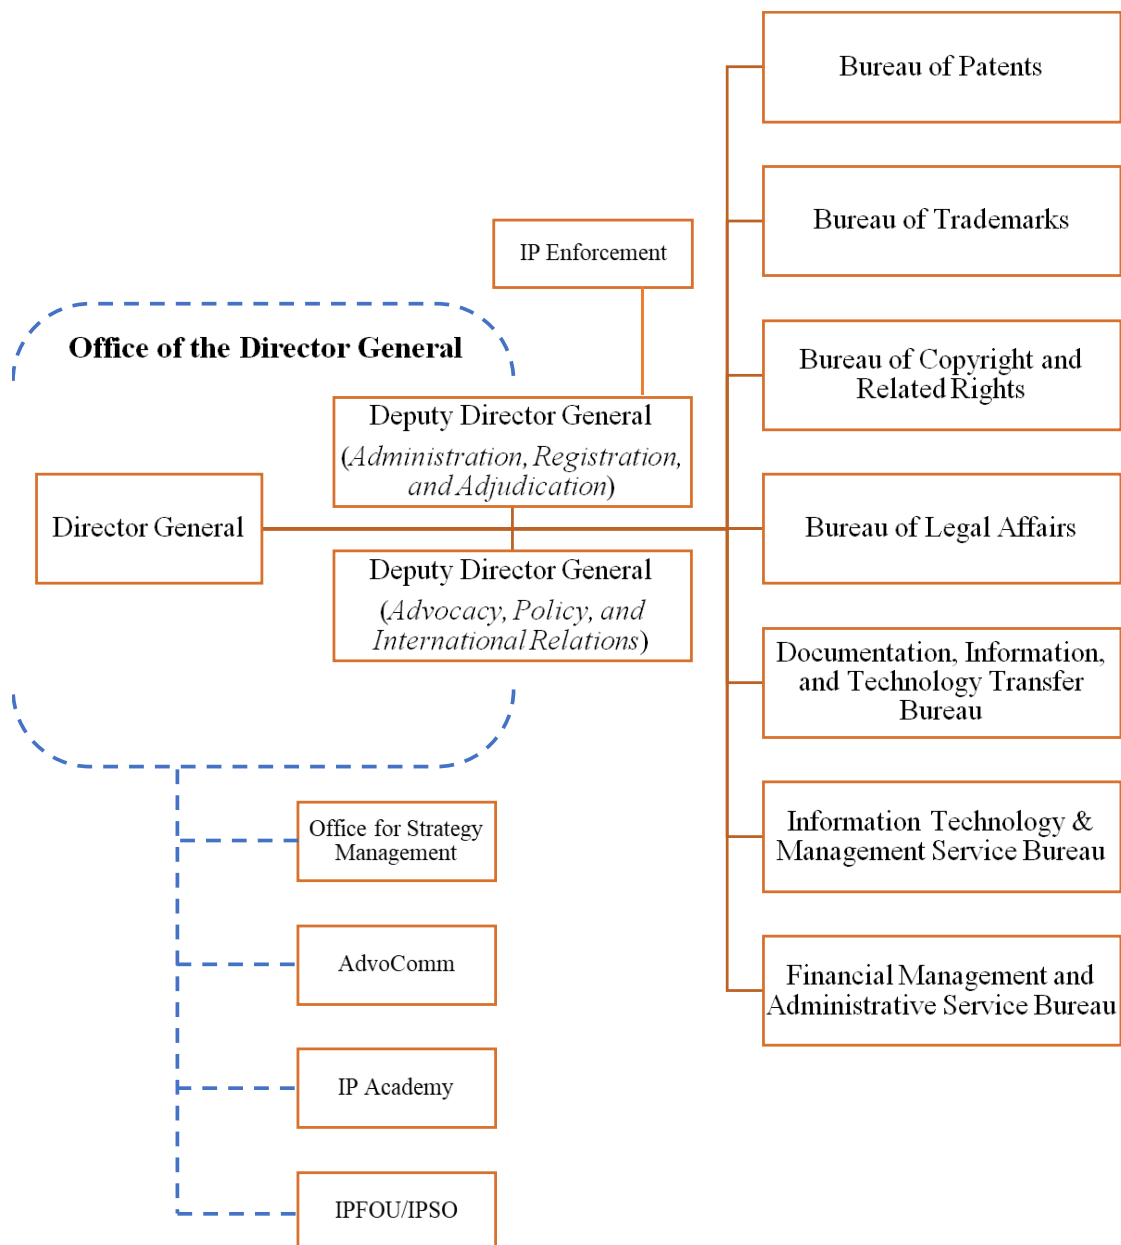 Bureau of Patents
Bureau of Trademarks
IP Enforcement
Bureau of Copyright and
Related Rights
Office of the Director General
Deputy Director General
(Administration, Registration,
and Adjudication)
Director General
Bureau of Legal Affairs
Deputy Director General
(Advocacy, Policy, and
International Relations)
Documentation, Information,
and Technology Transfer
Bureau
Information Technology &
Management Service Bureau
Office for Strategy
Management
AdvoComm
Financial Management and
Administrative Service Bureau
IP Academy
IPFOU/IPSO